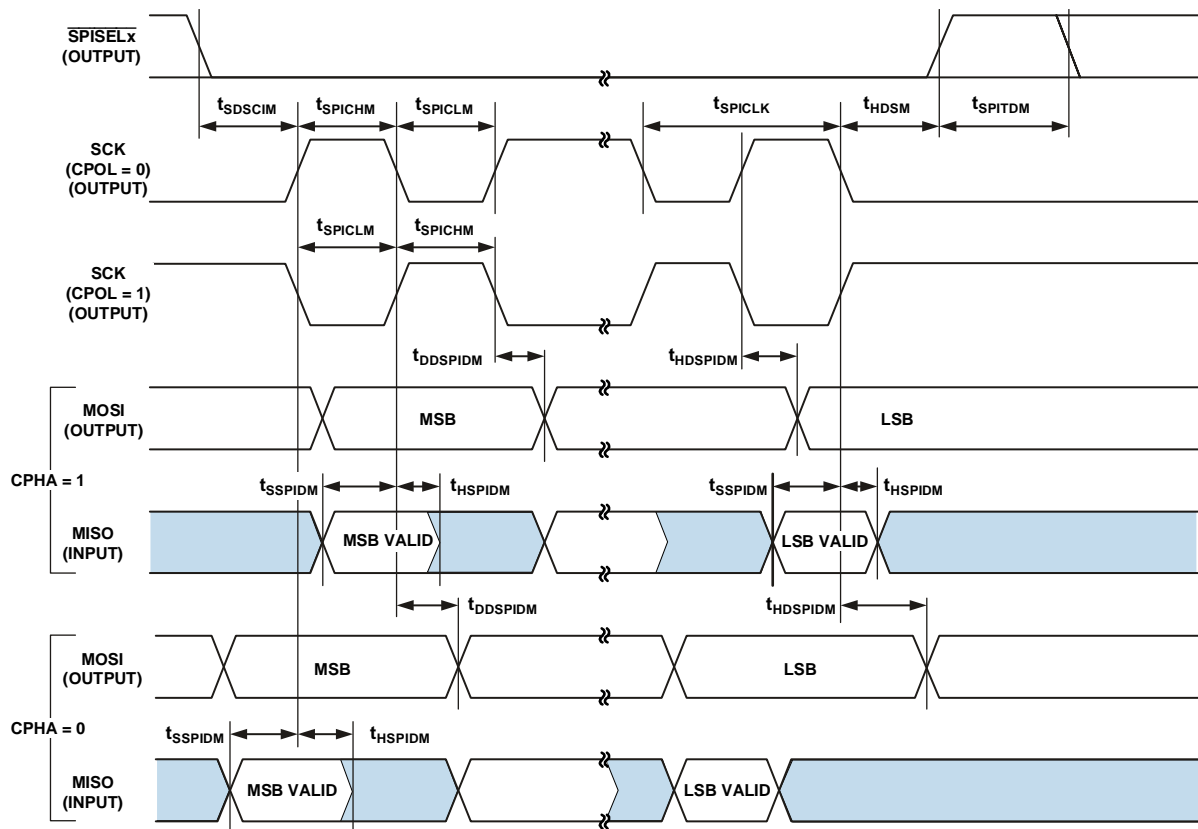 SPISELx
(OUTPUT)
tSDSCIM tSPICHM tSPICLM tSPICLK tHDSM tSPITDM
SCK
(CPOL = 0)
(OUTPUT)
tSPICLM tSPICHM
SCK
(CPOL = 1)
(OUTPUT)
tDDSPIDM tHDSPIDM
MOSI
(OUTPUT)
MSB LSB
CPHA = 1
tSSPIDM tHSPIDM tSSPIDM tHSPIDM
MISO
(INPUT)
MSB VALID LSB VALID
tDDSPIDM tHDSPIDM
MOSI
(OUTPUT)
MSB LSB
CPHA = 0
tSSPIDM tHSPIDM
MISO
(INPUT)
MSB VALID LSB VALID